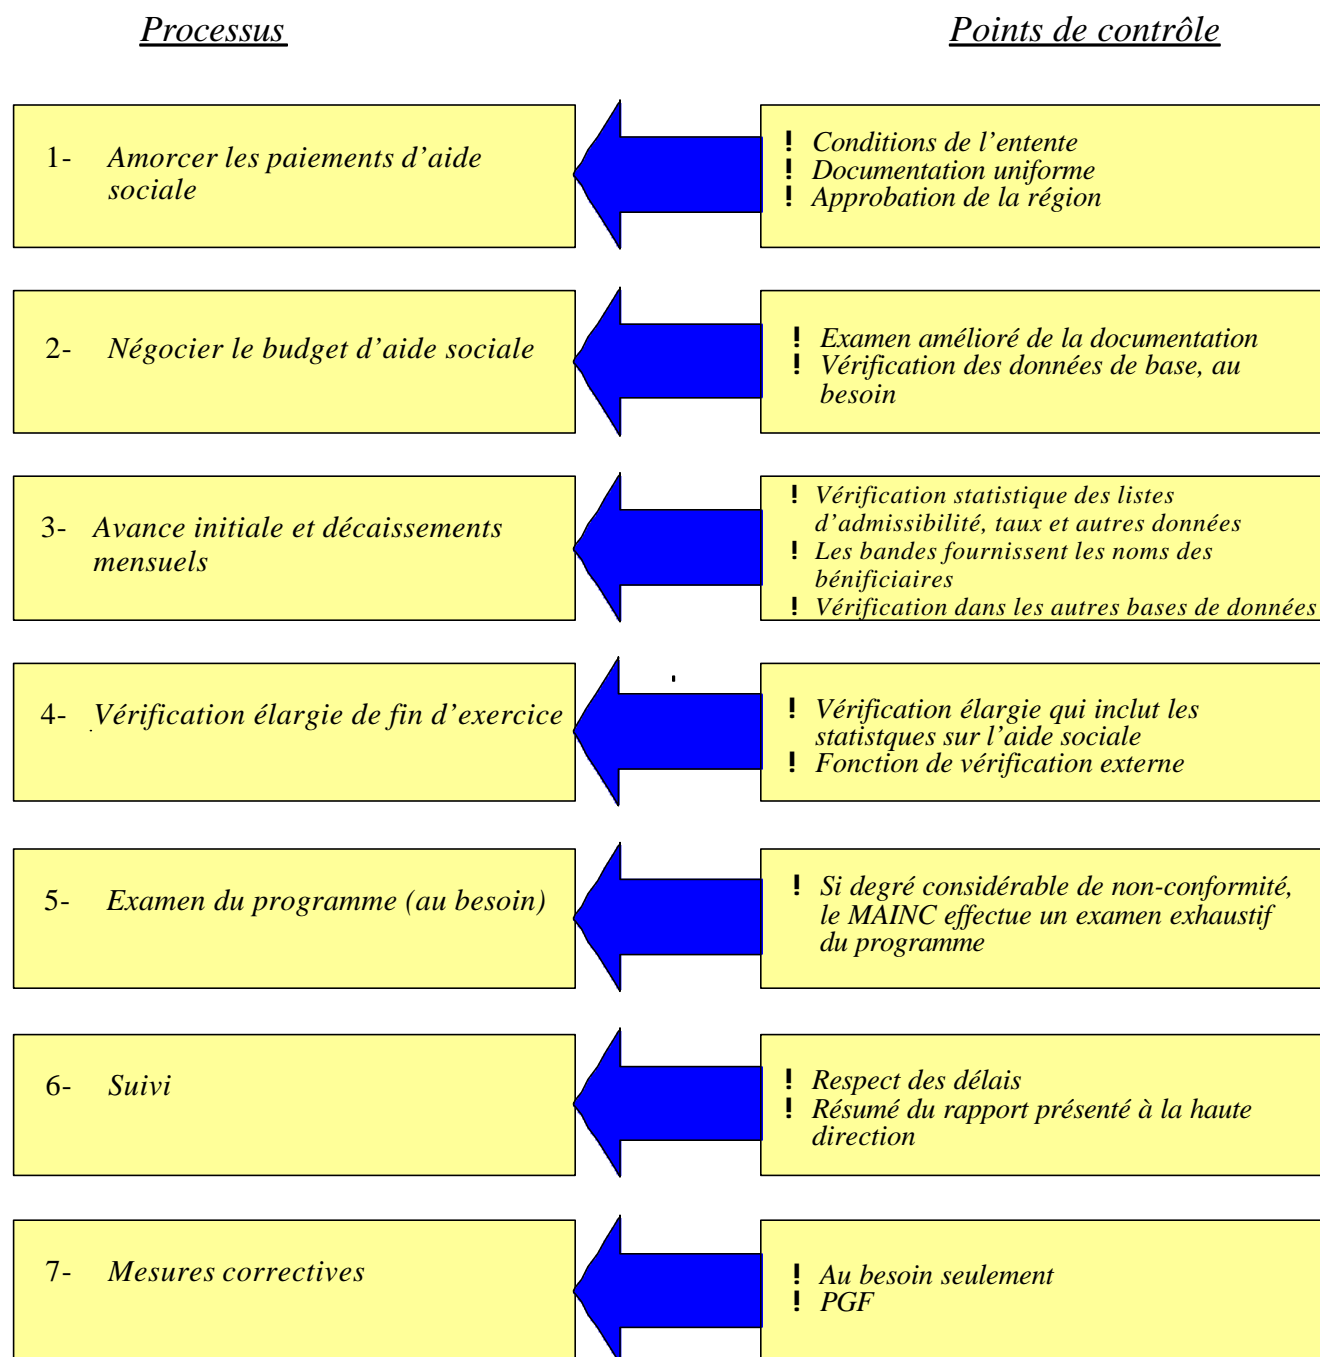 Processus
Points de contrôle
1- Amorcer les paiements d'aide
sociale
! Conditions de l'entente
! Documentation uniforme
! Approbation de la région
2- Négocier le budget d'aide sociale
! Examen amélioré de la documentation
! Vérification des données de base, au
besoin
3- Avance initiale et décaissements
mensuels
! Vérification statistique des listes
d'admissibilité, taux et autres données
! Les bandes fournissent les noms des
bénificiaires
! Vérification dans les autres bases de données
4- Vérification élargie de fin d'exercice
! Vérification élargie qui inclut les
statistques sur l'aide sociale
! Fonction de vérification externe
5- Examen du programme (au besoin)
! Si degré considérable de non-conformité,
le MAINC effectue un examen exhaustif
du programme
6- Suivi
! Respect des délais
! Résumé du rapport présenté à la haute
direction
7- Mesures correctives
! Au besoin seulement
! PGF